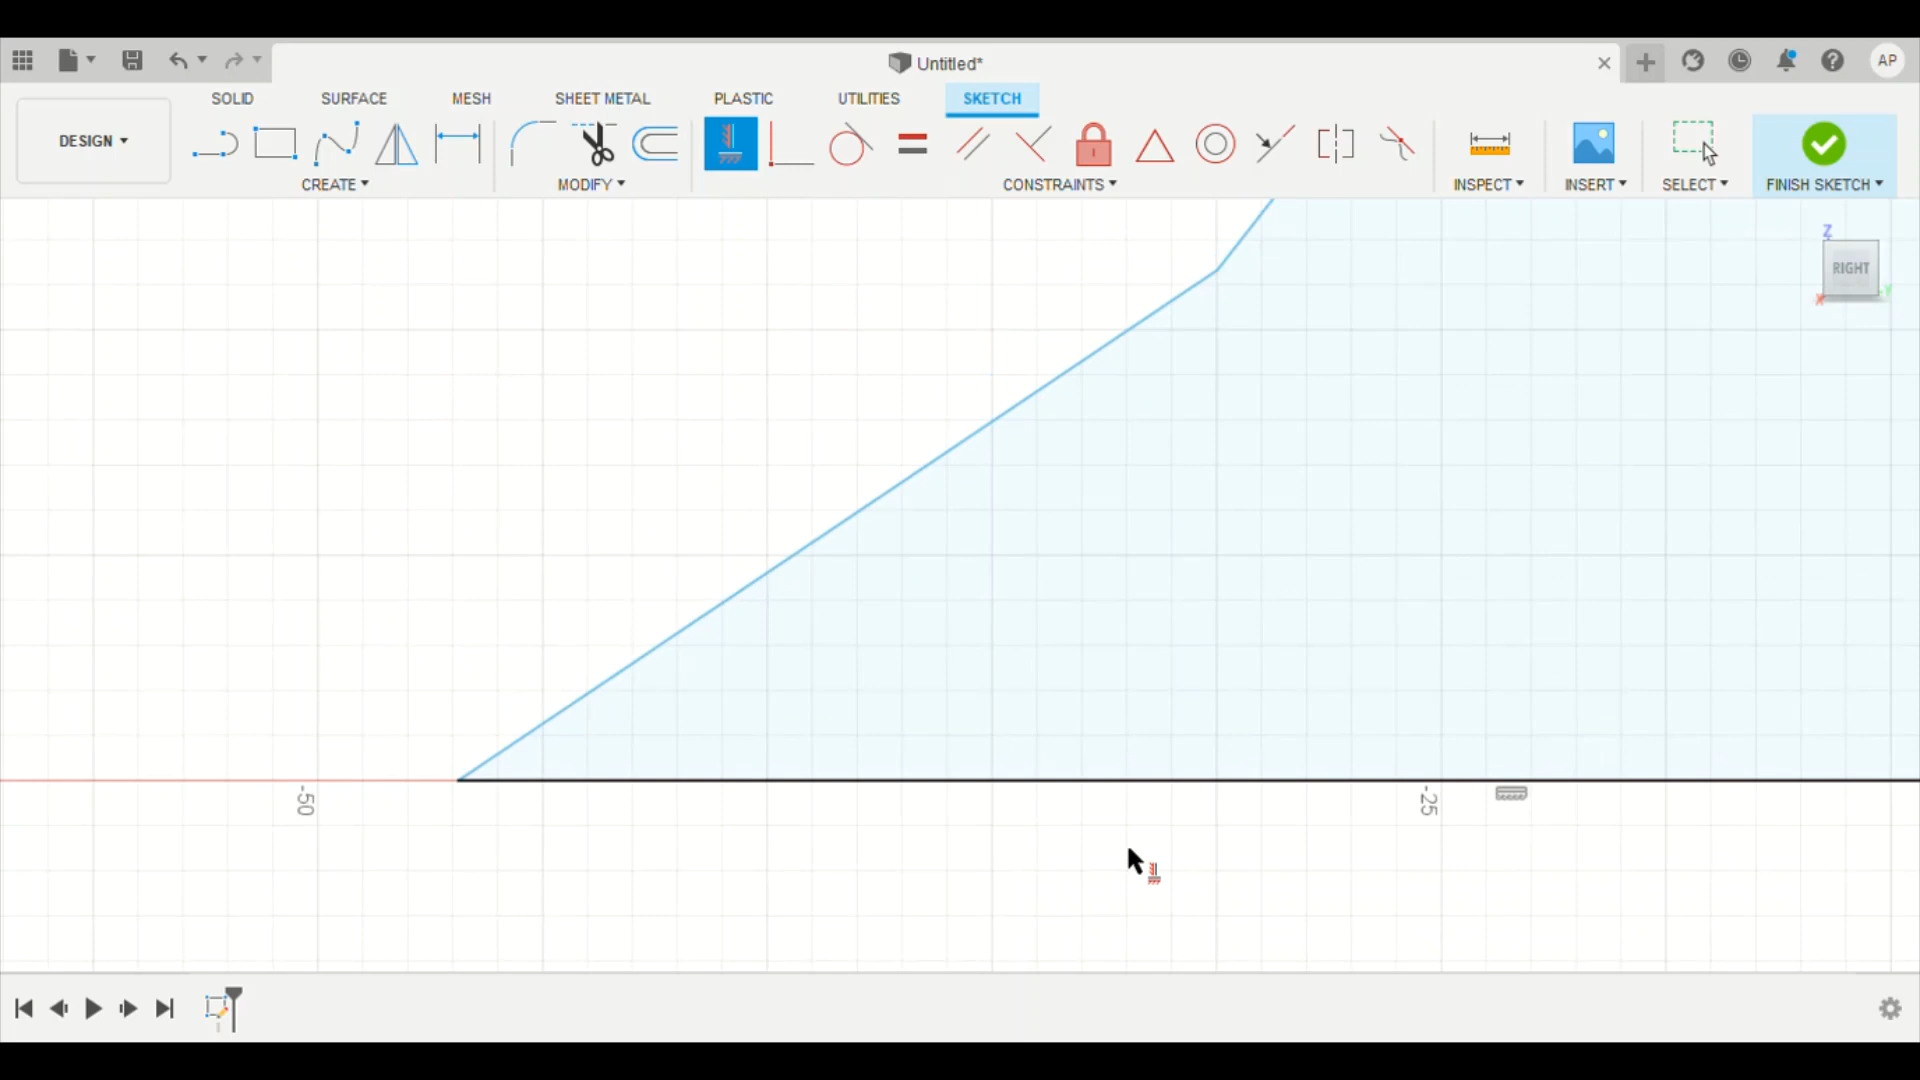 Untitled*
AP
SOLID
SURFACE
MESH
SHEET METAL
PLASTIC
UTILITIES
SKETCH
DESIGN
CREATE
MODIFY
CONSTRAINTS
INSPECT
INSERT
SELECT
FINISH SKETCH
Z
RIGHT
X
Y
-50
-25